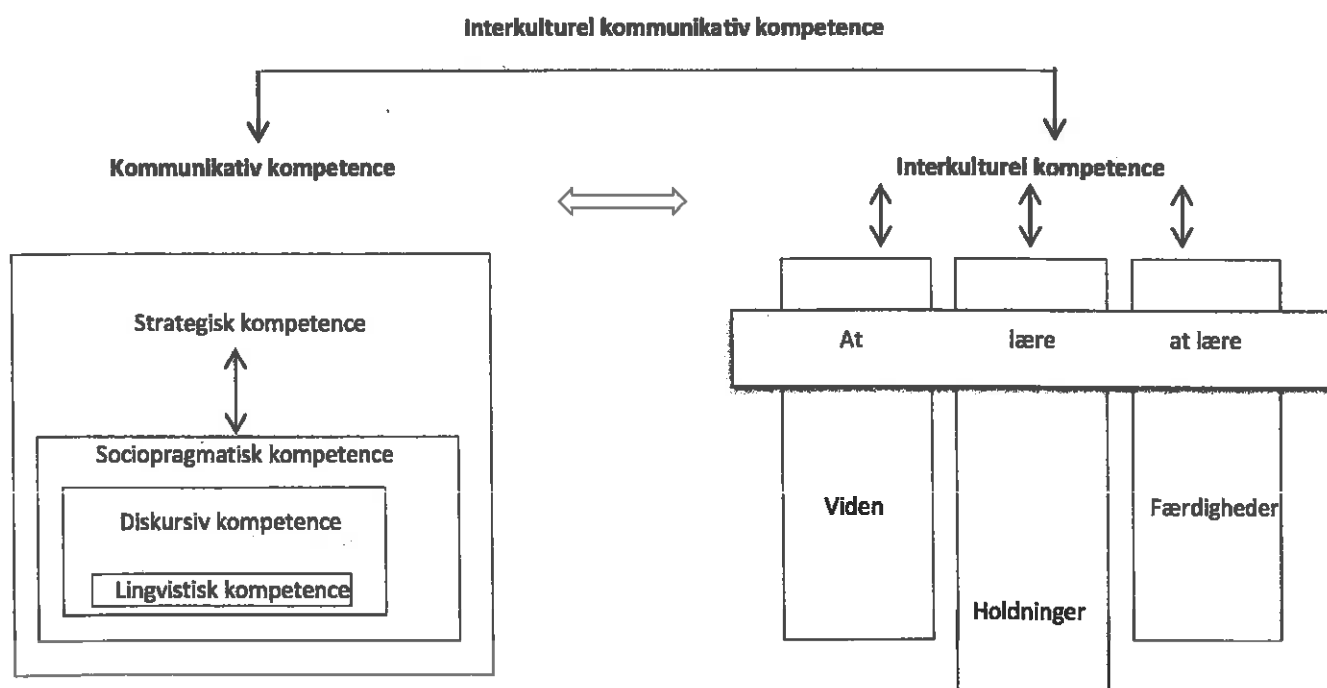 Interkulturel kommunikativ kompetence
Kommunikativ kompetence
Interkulturel kompetence
Strategisk kompetence
Sociopragmatisk kompetence
Diskursiv kompetence
Lingvistisk kompetence
At lære at lære
Viden
Færdigheder
Holdninger